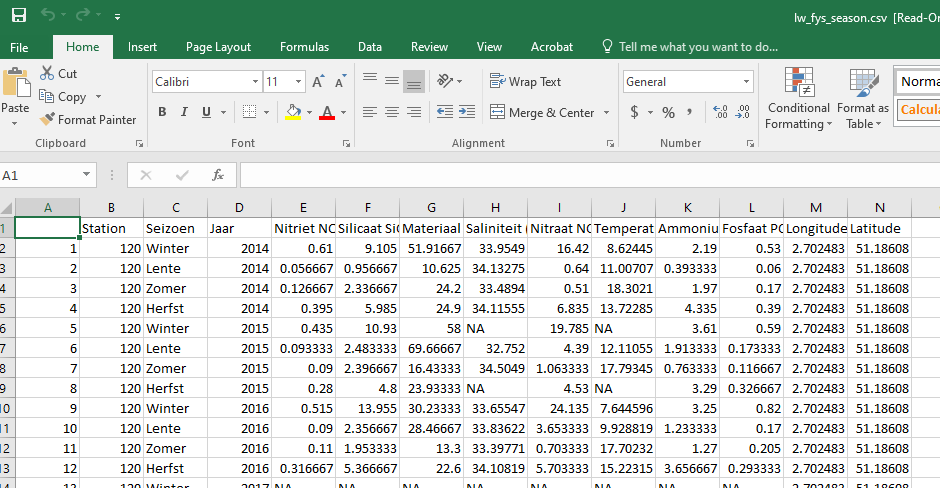 lw_fys_season.csv [Read-On
File Home Insert Page Layout Formulas Data Review View Acrobat Tell me what you want to do...
Cut
Copy
Format Painter
Paste
Clipboard
Calibri 11
B I U
Font
Wrap Text
Merge & Center
Alignment
General
$ % ,
Number
Conditional Formatting
Format as Table
Norma
Calcula
A1 fx
A B C D E F G H I J K L M N
1 Station Seizoen Jaar Nitriet NO Silicaat SiO Materiaal Saliniteit ( Nitraat NO Temperat Ammoniu Fosfaat PO Longitude Latitude
2 1 120 Winter 2014 0.61 9.105 51.91667 33.9549 16.42 8.62445 2.19 0.53 2.702483 51.18608
3 2 120 Lente 2014 0.056667 0.956667 10.625 34.13275 0.64 11.00707 0.393333 0.06 2.702483 51.18608
4 3 120 Zomer 2014 0.126667 2.336667 24.2 33.4894 0.51 18.3021 1.97 0.17 2.702483 51.18608
5 4 120 Herfst 2014 0.395 5.985 24.9 34.11555 6.835 13.72285 4.335 0.39 2.702483 51.18608
6 5 120 Winter 2015 0.435 10.93 58 NA 19.785 NA 3.61 0.59 2.702483 51.18608
7 6 120 Lente 2015 0.093333 2.483333 69.66667 32.752 4.39 12.11055 1.913333 0.173333 2.702483 51.18608
8 7 120 Zomer 2015 0.09 2.396667 16.43333 34.5049 1.063333 17.79345 0.763333 0.116667 2.702483 51.18608
9 8 120 Herfst 2015 0.28 4.8 23.93333 NA 4.53 NA 3.29 0.326667 2.702483 51.18608
10 9 120 Winter 2016 0.515 13.955 30.23333 33.65547 24.135 7.644596 3.25 0.82 2.702483 51.18608
11 10 120 Lente 2016 0.09 2.356667 28.46667 33.83622 3.653333 9.928819 1.233333 0.17 2.702483 51.18608
12 11 120 Zomer 2016 0.11 1.953333 13.3 33.39771 0.703333 17.70232 1.27 0.205 2.702483 51.18608
13 12 120 Herfst 2016 0.316667 5.366667 22.6 34.10819 5.703333 15.22315 3.656667 0.293333 2.702483 51.18608
14 13 120 Winter 2017 NA NA NA NA NA NA NA NA 2.702483 51.18608